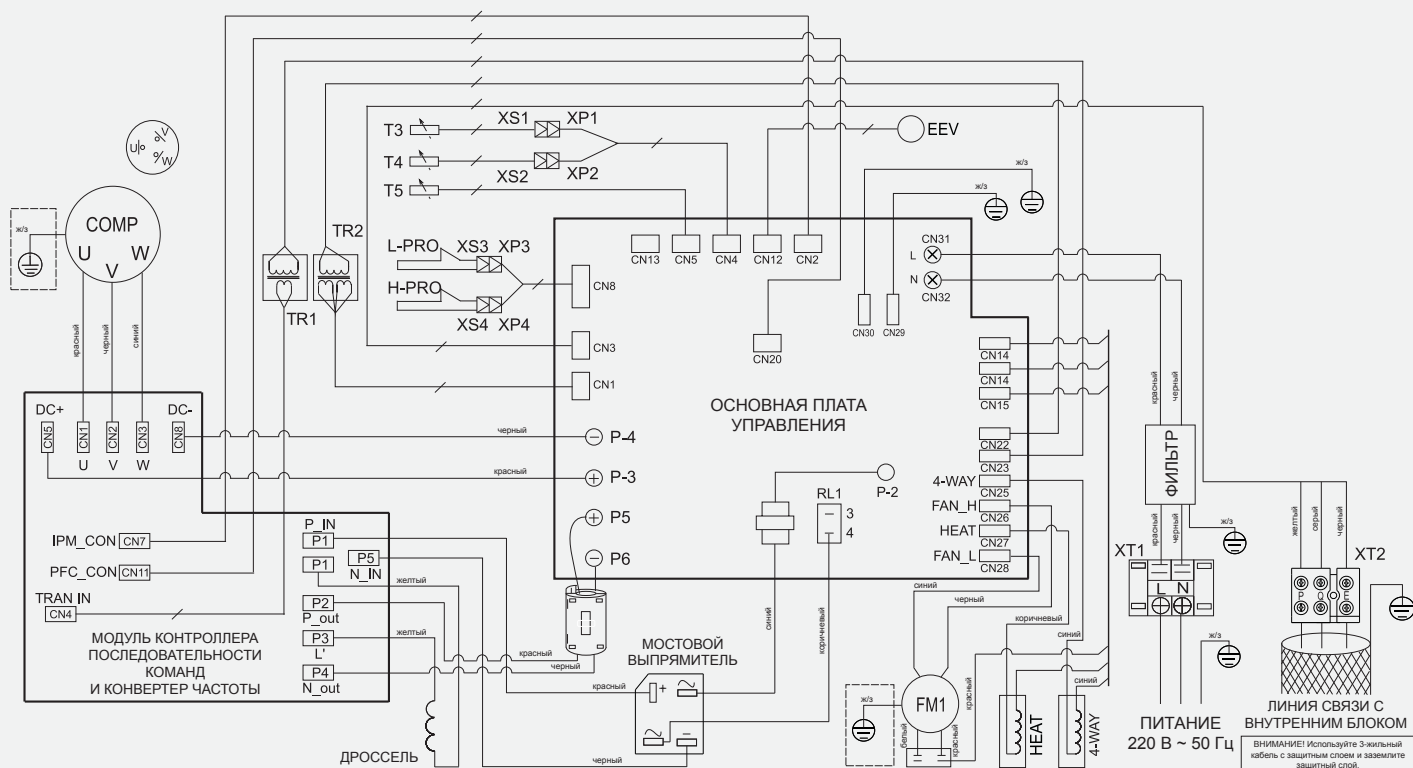 T3
XS1
XP1
T4
XS2
XP2
T5
EEV
ж/з
ж/з
U
V
W
ж/з
COMP
U
V
W
TR2
TR1
L-PRO
XS3
XP3
H-PRO
XS4
XP4
CN8
CN3
CN1
CN13
CN5
CN4
CN12
CN2
CN20
CN30
CN29
CN31
L
N
CN32
CN14
CN14
CN15
CN22
CN23
4-WAY
CN25
FAN_H
CN26
HEAT
CN27
FAN_L
CN28
ОСНОВНАЯ ПЛАТА
УПРАВЛЕНИЯ
красный
черный
синий
DC+
DC-
CN5
CN1
CN2
CN3
CN8
U
V
W
черный
P-4
красный
P-3
P5
P6
P-2
RL1
3
4
IPM_CON
CN7
PFC_CON
CN11
TRAN IN
CN4
P_IN
P1
P1
P5
N_IN
P2
P_out
P3
L'
P4
N_out
желтый
желтый
красный
черный
МОДУЛЬ КОНТРОЛЛЕРА
ПОСЛЕДОВАТЕЛЬНОСТИ
КОМАНД
И КОНВЕРТЕР ЧАСТОТЫ
МОСТОВОЙ
ВЫПРЯМИТЕЛЬ
красный
+
-
черный
ДРОССЕЛЬ
синий
коричневый
синий
черный
коричневый
синий
синий
красный
ж/з
FM1
белый
красный
HEAT
4-WAY
красный
черный
ФИЛЬТР
красный
черный
ж/з
XT1
L
N
ж/з
ПИТАНИЕ
220 В ~ 50 Гц
желтый
серый
черный
XT2
P
Q
E
ЛИНИЯ СВЯЗИ С
ВНУТРЕННИМ БЛОКОМ
ВНИМАНИЕ! Используйте 3-жильный
кабель с защитным слоем и заземлите
защитный слой.